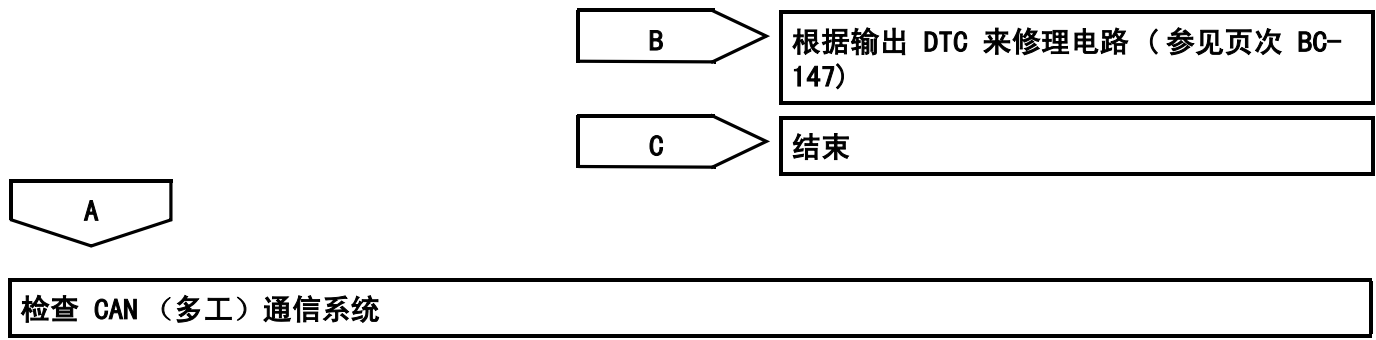 B
根据输出 DTC 来修理电路 ( 参见页次 BC-
147)
C
结束
A
检查 CAN （多工）通信系统